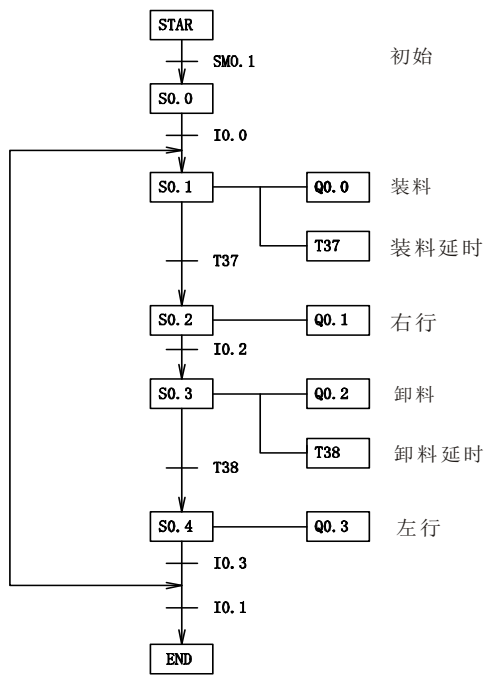 STAR
SM0.1
初始
S0.0
I0.0
S0.1
Q0.0
装料
T37
装料延时
T37
S0.2
Q0.1
右行
I0.2
S0.3
Q0.2
卸料
T38
卸料延时
T38
S0.4
Q0.3
左行
I0.3
I0.1
END